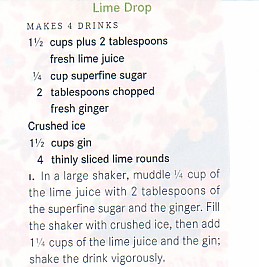 Lime Drop
MAKES 4 DRINKS
1½ cups plus 2 tablespoons
fresh lime juice
¼ cup superfine sugar
2 tablespoons chopped
fresh ginger
Crushed ice
1½ cups gin
4 thinly sliced lime rounds
1. In a large shaker, muddle ¼ cup of
the lime juice with 2 tablespoons of
the superfine sugar and the ginger. Fill
the shaker with crushed ice, then add
1¼ cups of the lime juice and the gin;
shake the drink vigorously.